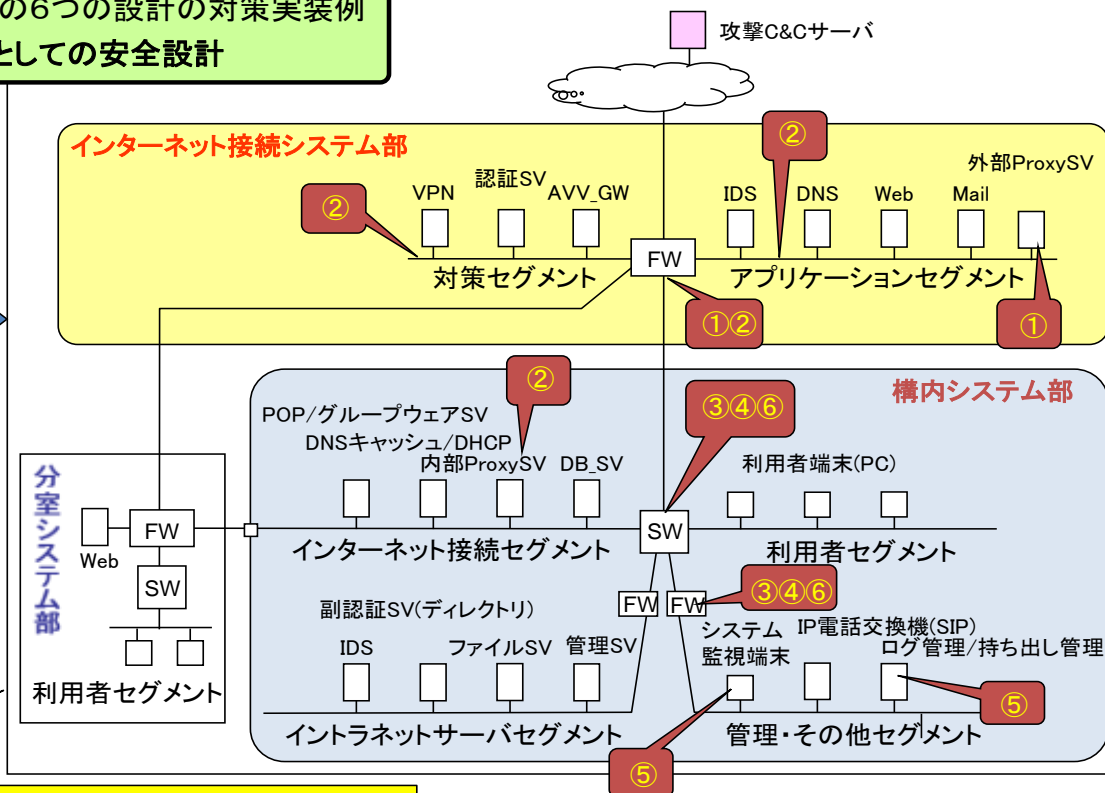 の6つの設計の対策実装例
としての安全設計
攻撃C&Cサーバ
インターネット接続システム部
②
外部ProxySV
VPN
認証SV
AVV_GW
IDS
DNS
Web
Mail
②
FW
対策セグメント
アプリケーションセグメント
①②
①
構内システム部
②
③④⑥
POP/グループウェアSV
DNSキャッシュ/DHCP
内部ProxySV
DB_SV
利用者端末(PC)
分室システム部
Web
FW
SW
インターネット接続セグメント
利用者セグメント
SW
FW
FW
③④⑥
副認証SV(ディレクトリ)
IDS
ファイルSV
管理SV
システム
監視端末
IP電話交換機(SIP)
ログ管理/持ち出し管理
⑤
利用者セグメント
イントラネットサーバセグメント
管理・その他セグメント
⑤